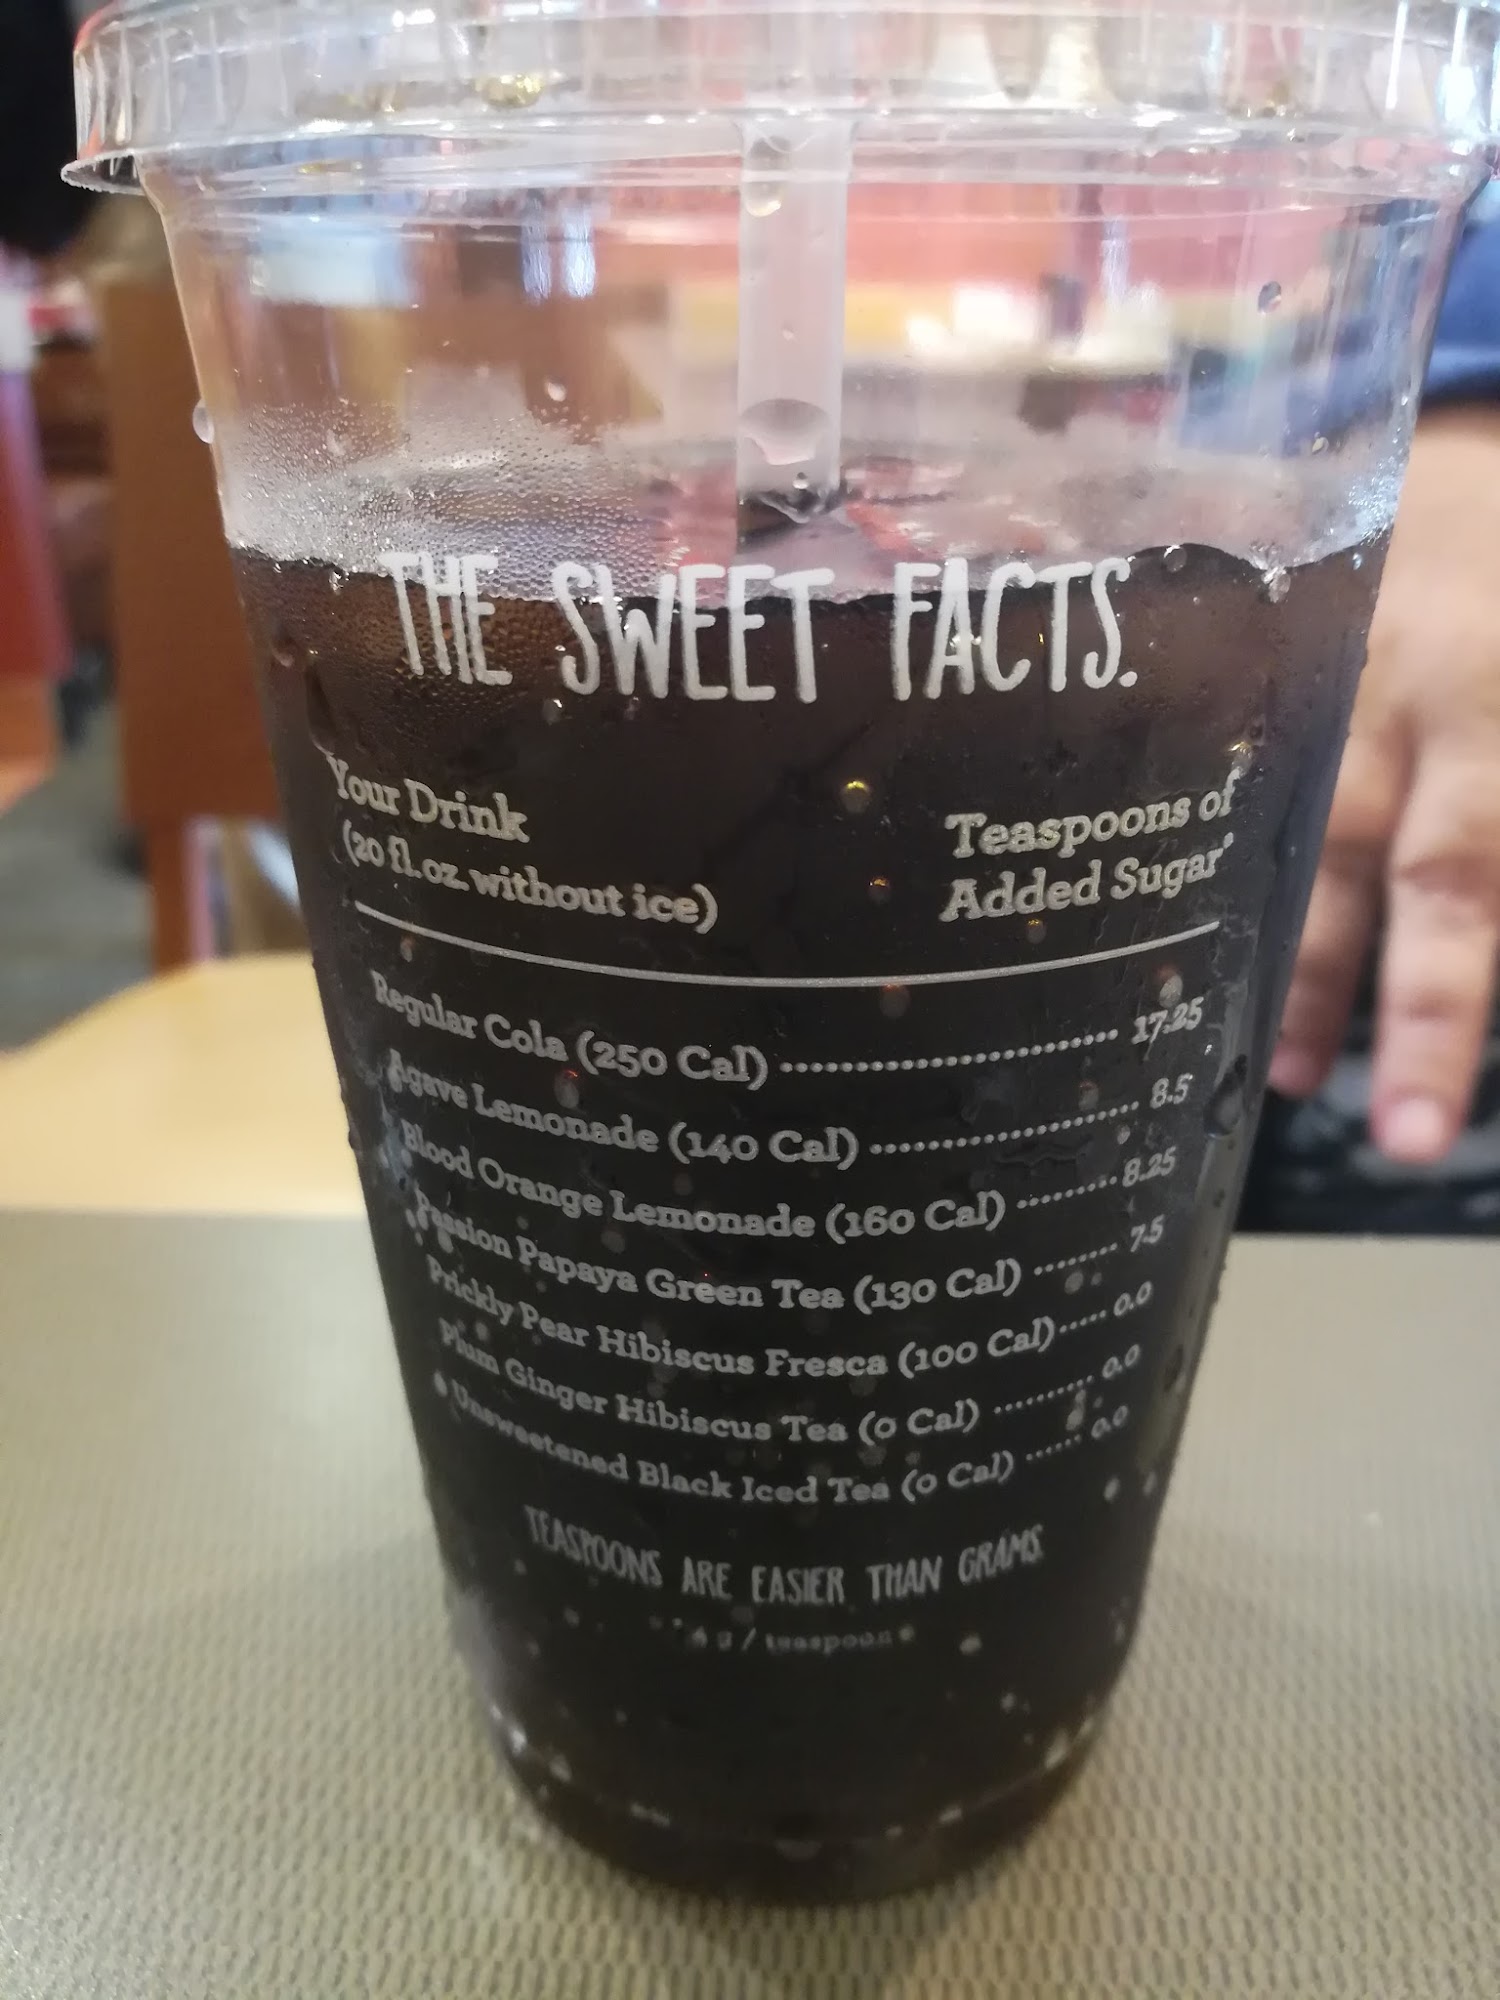 THE SWEET FACTS.
Your Drink
(20 fl.oz. without ice)
Teaspoons of
Added Sugar*
Regular Cola (250 Cal) 17.25
Agave Lemonade (140 Cal) 8.5
Blood Orange Lemonade (160 Cal) 8.25
Passion Papaya Green Tea (130 Cal) 7.5
Prickly Pear Hibiscus Fresca (100 Cal) 0.0
Plum Ginger Hibiscus Tea (0 Cal) 0.0
Unsweetened Black Iced Tea (0 Cal) 0.0
TEASPOONS ARE EASIER THAN GRAMS
g / teaspoon